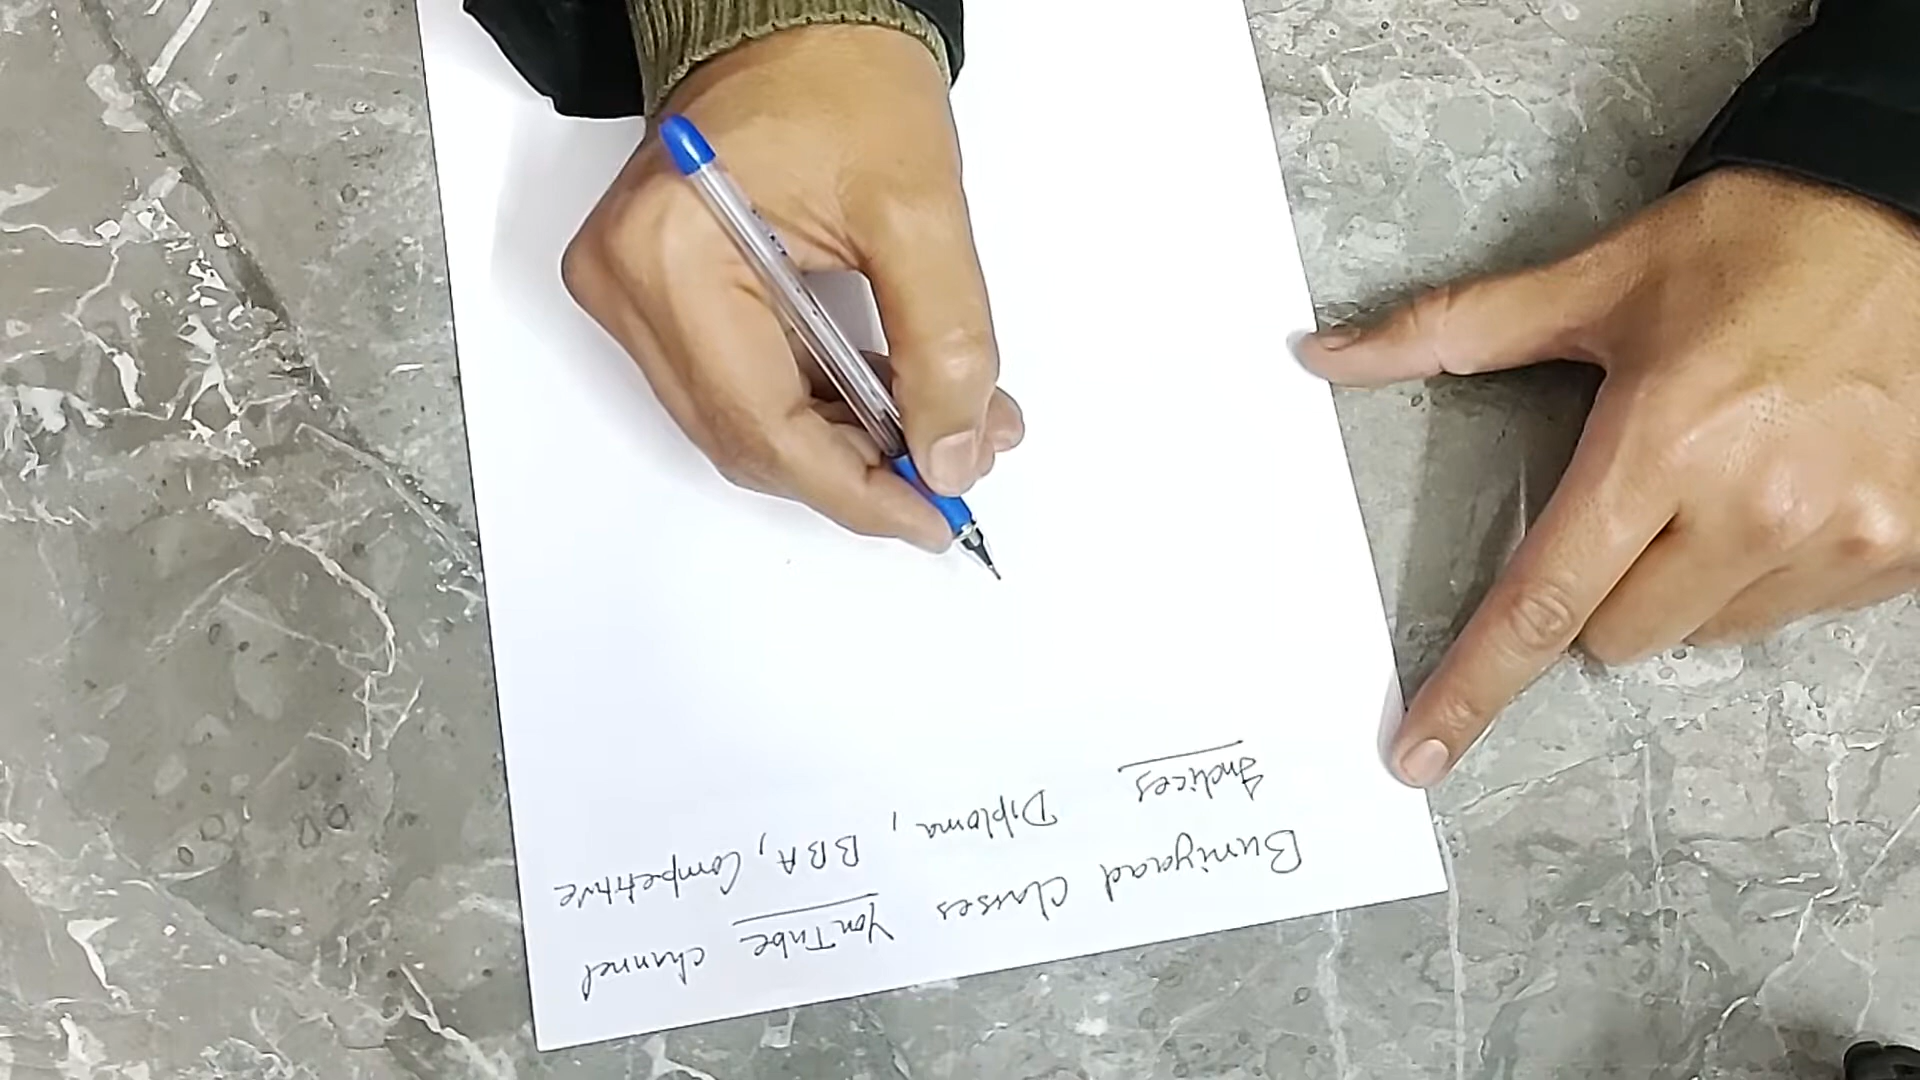 Buniyaad Classes YouTube channel
Diploma, BBA, Competitive
Indices